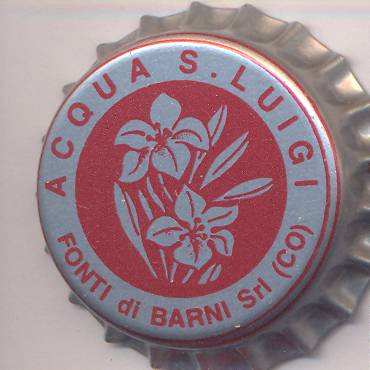 ACQUA S. LUIGI
FONTI di BARNI Srl (CO)